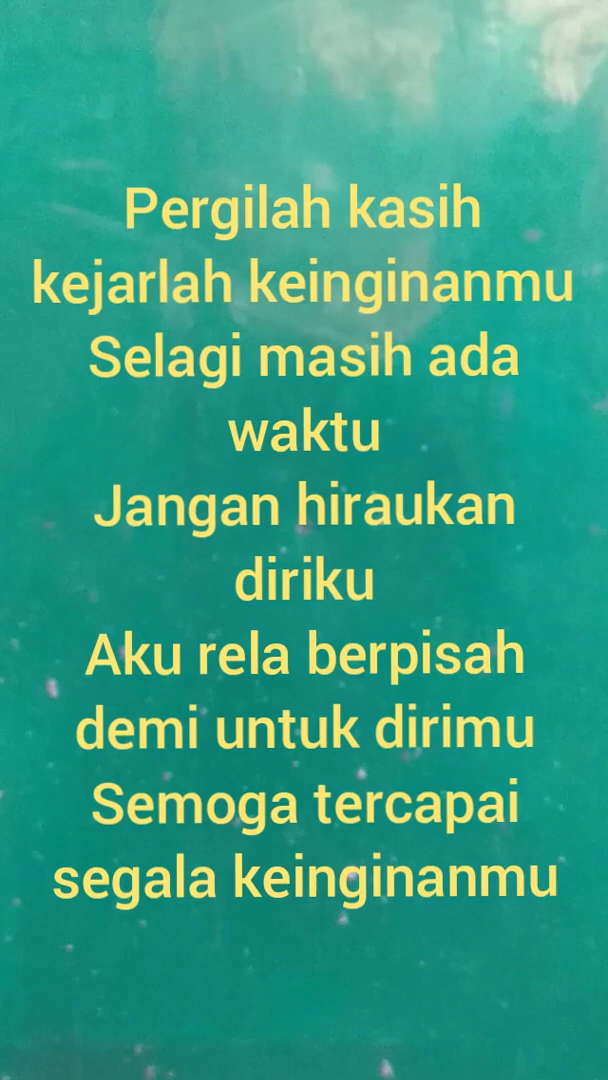 Pergilah kasih
kejarlah keinginanmu
Selagi masih ada
waktu
Jangan hiraukan
diriku
Aku rela berpisah
demi untuk dirimu
Semoga tercapai
segala keinginanmu